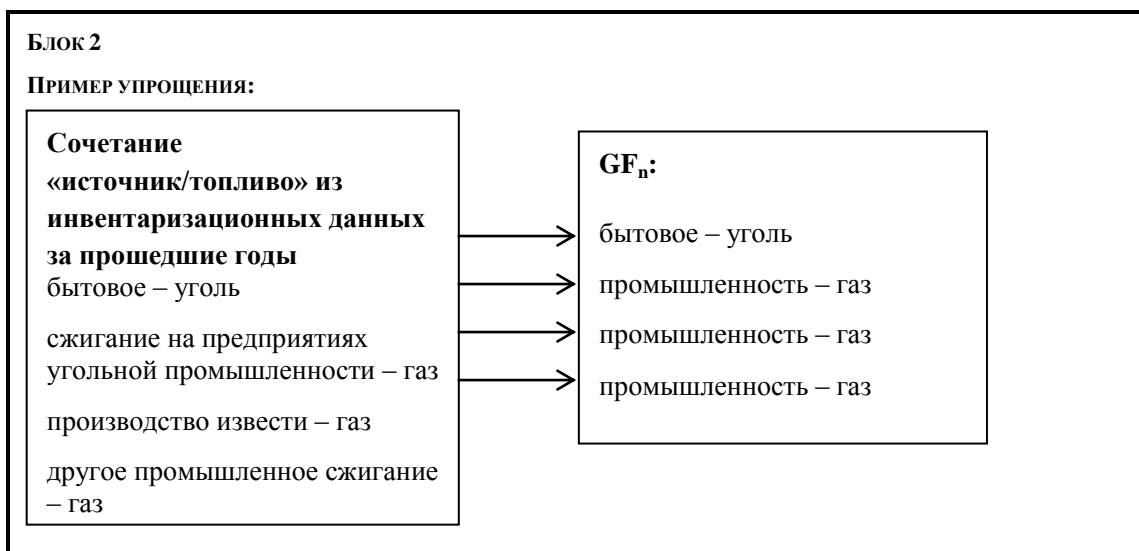 Блок 2
Пример упрощения:
Сочетание
«источник/топливо» из
инвентаризационных данных
за прошедшие годы
бытовое – уголь
сжигание на предприятиях
угольной промышленности – газ
производство извести – газ
другое промышленное сжигание
– газ
GFn:
бытовое – уголь
промышленность – газ
промышленность – газ
промышленность – газ